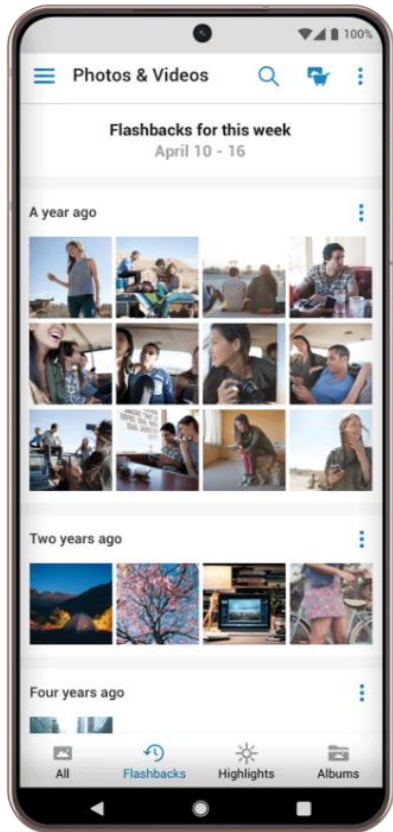 100%
Photos & Videos
Flashbacks for this week
April 10 - 16
A year ago
Two years ago
Four years ago
All
Flashbacks
Highlights
Albums